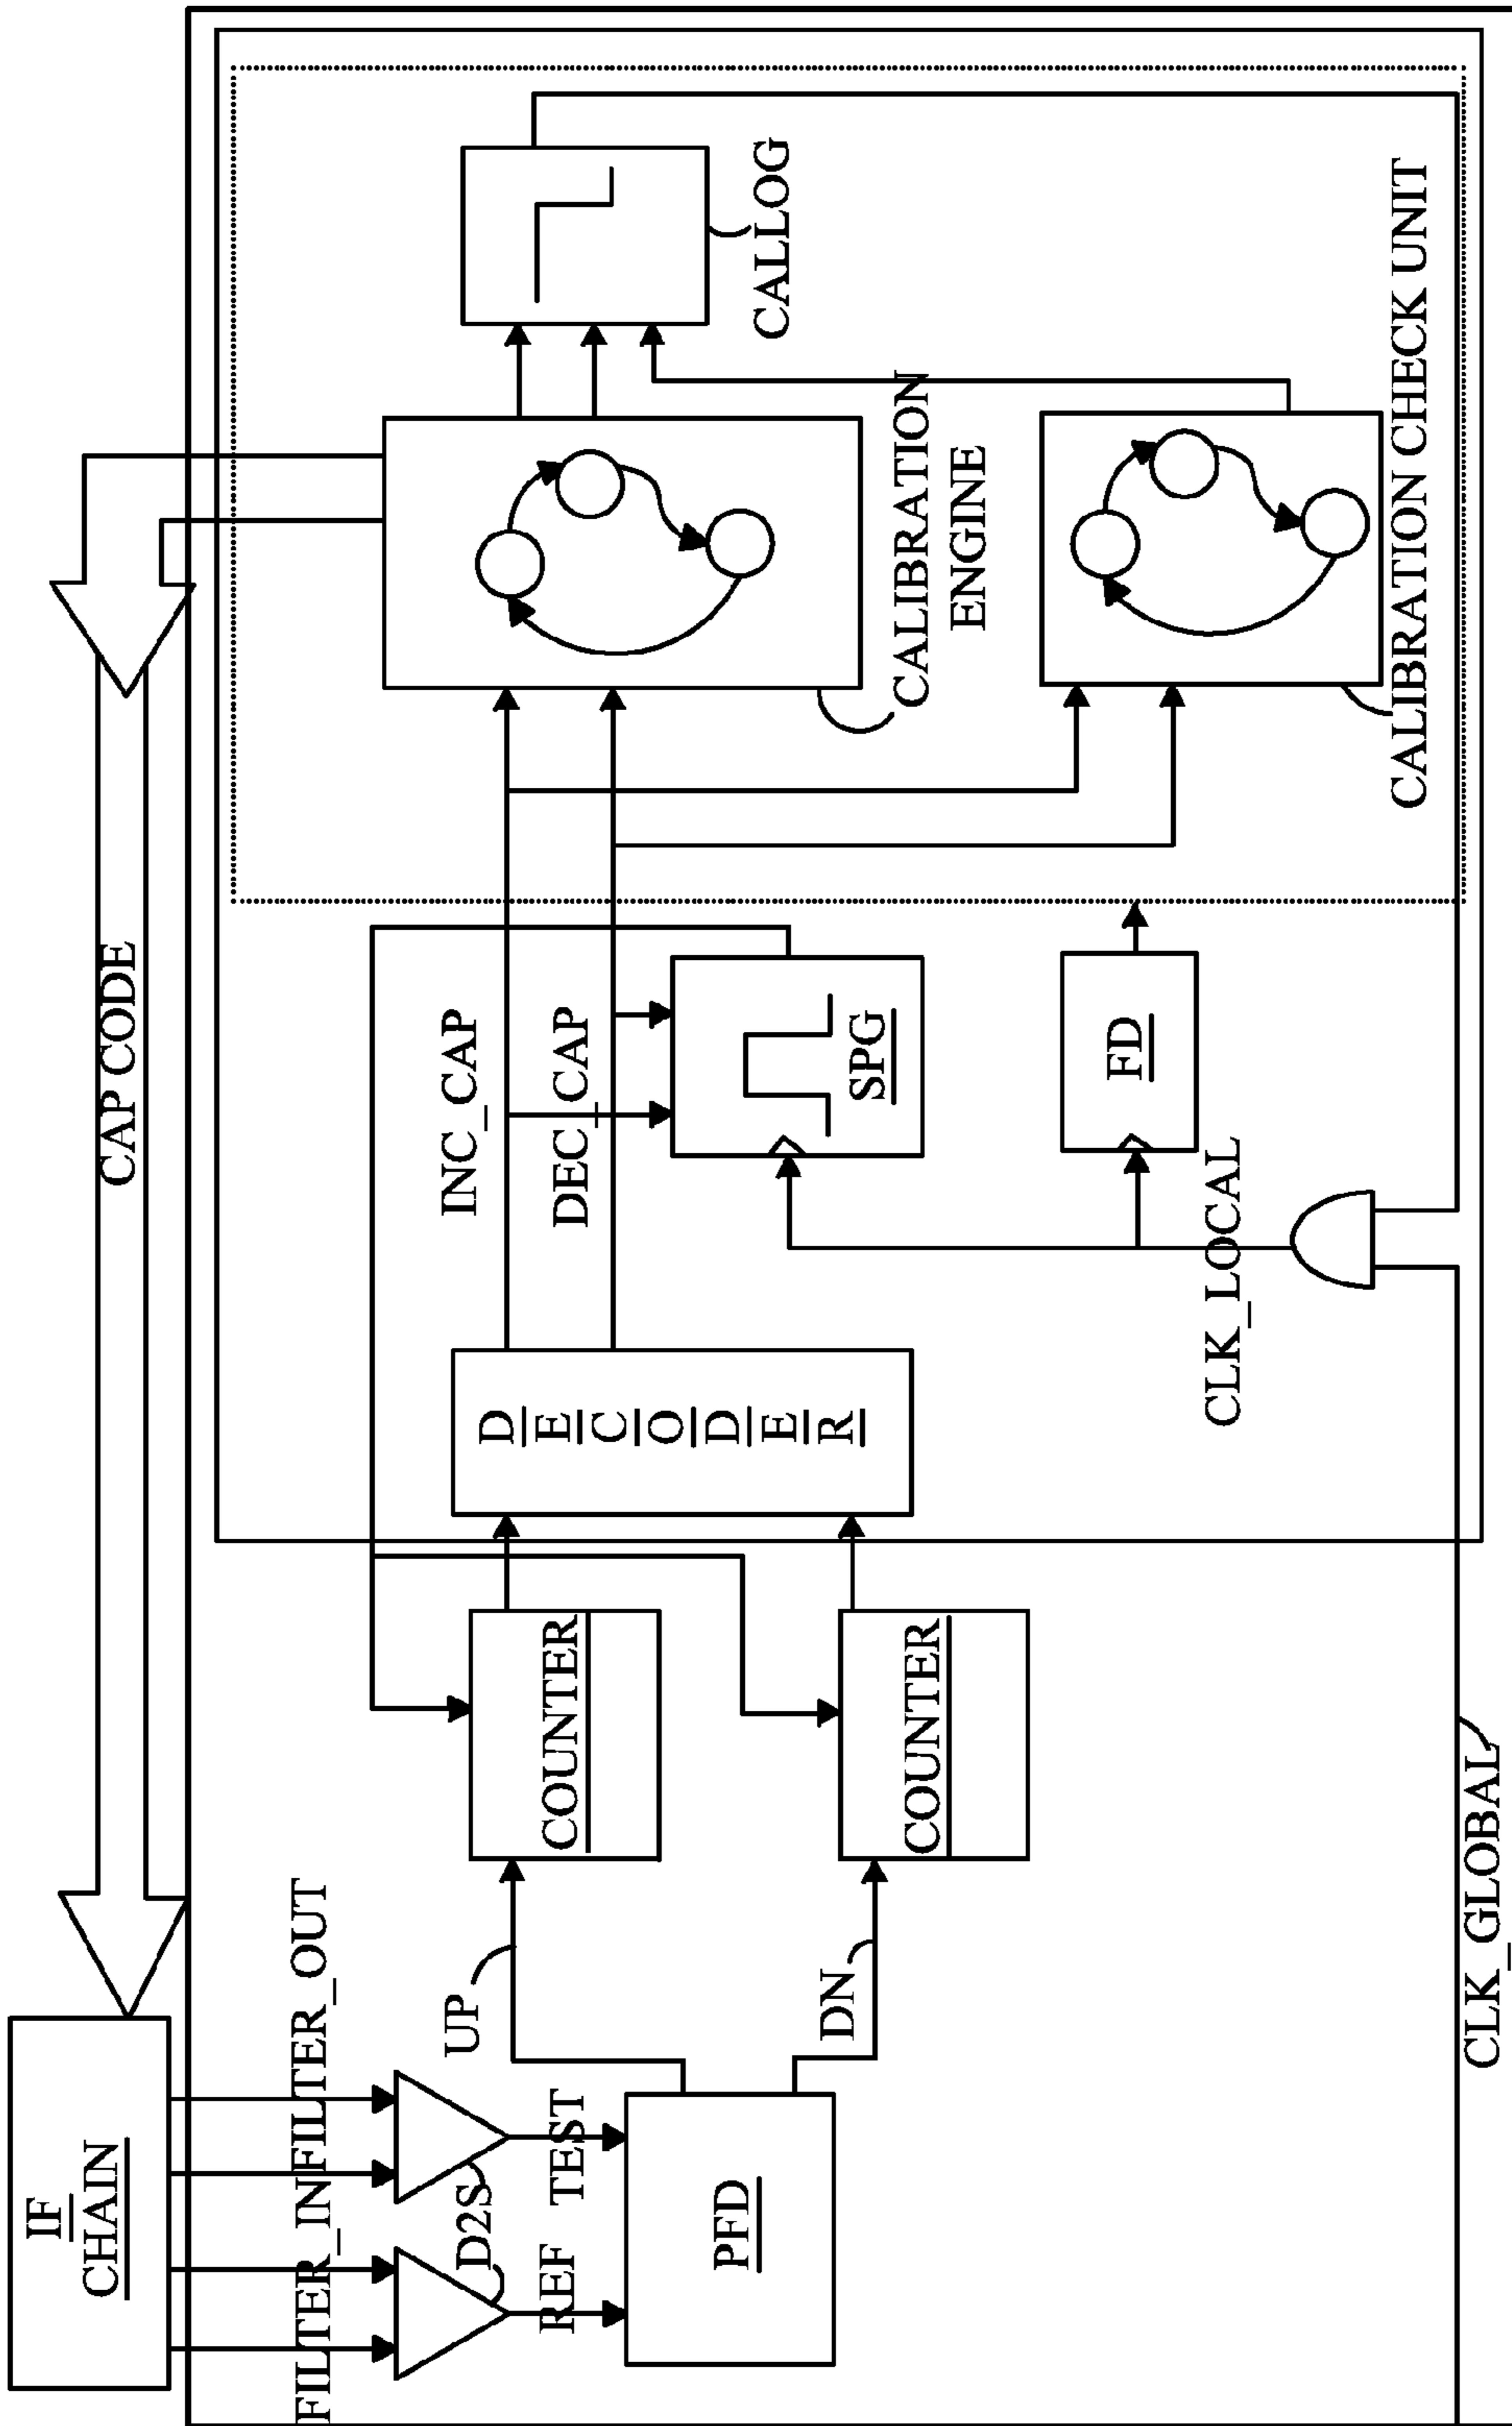 CAP CODE
IF
CHAIN
FILTER_IN
FILTER_OUT
D2S
REF
TEST
PFD
UP
DN
COUNTER
COUNTER
DECODER
INC_CAP
DEC_CAP
SPG
FD
CLK_LOCAL
CLK_GLOBAL
CALIBRATION
ENGINE
CALLOG
CALIBRATION CHECK UNIT